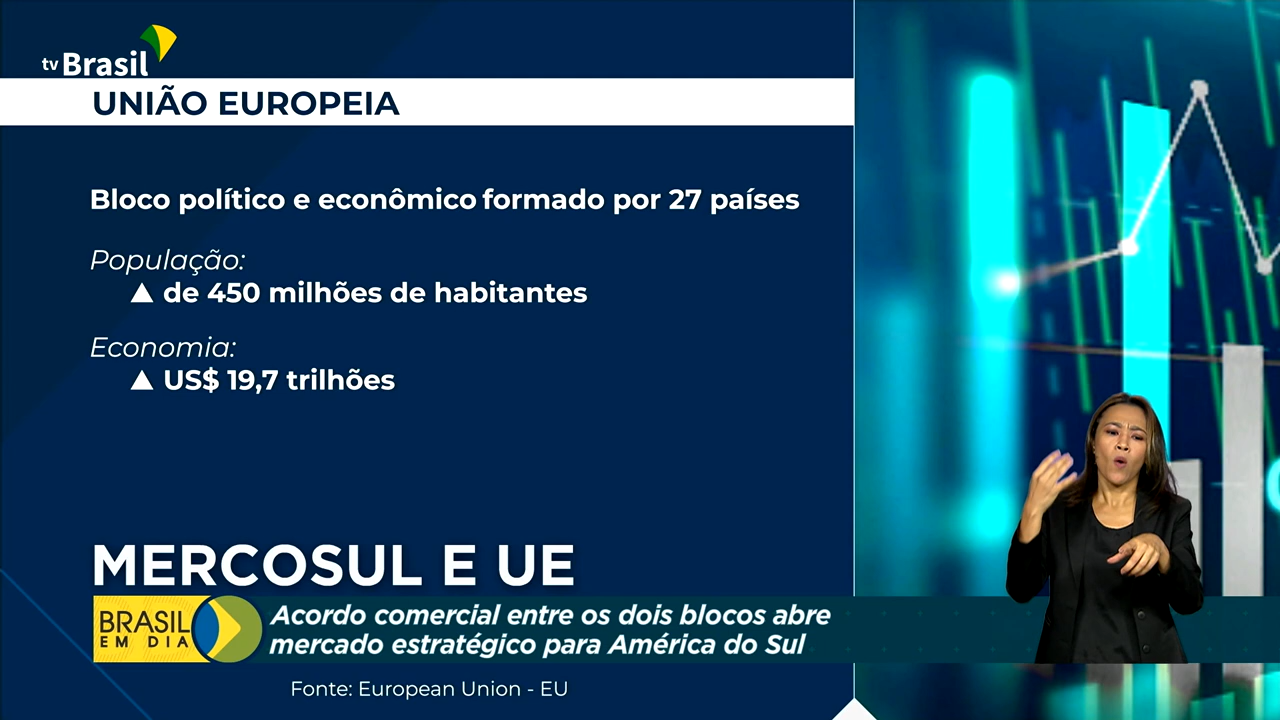 tv Brasil
UNIÃO EUROPEIA
Bloco político e econômico formado por 27 países
População:
▲ de 450 milhões de habitantes
Economia:
▲ US$ 19,7 trilhões
MERCOSUL E UE
BRASIL
EM DIA
Acordo comercial entre os dois blocos abre
mercado estratégico para América do Sul
Fonte: European Union - EU